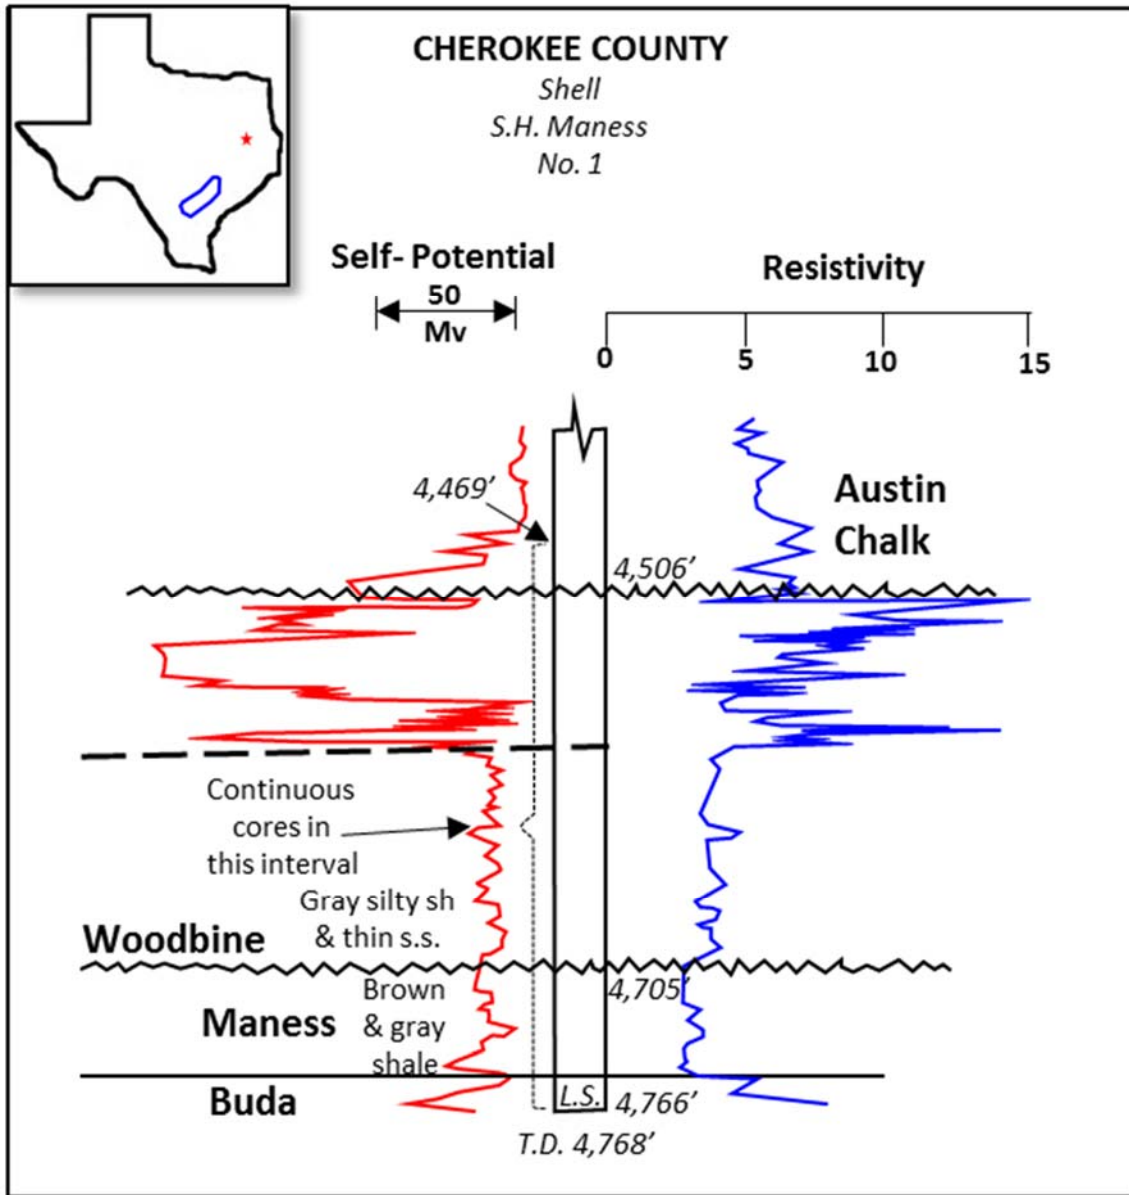 CHEROKEE COUNTY
Shell
S.H. Maness
No. 1
Self- Potential
50
Mv
Resistivity
0
5
10
15
4,469’
Austin
Chalk
4,506’
Continuous
cores in
this interval
Gray silty sh
& thin s.s.
Woodbine
4,705’
Brown
& gray
shale
Maness
Buda
L.S.
4,766’
T.D. 4,768’